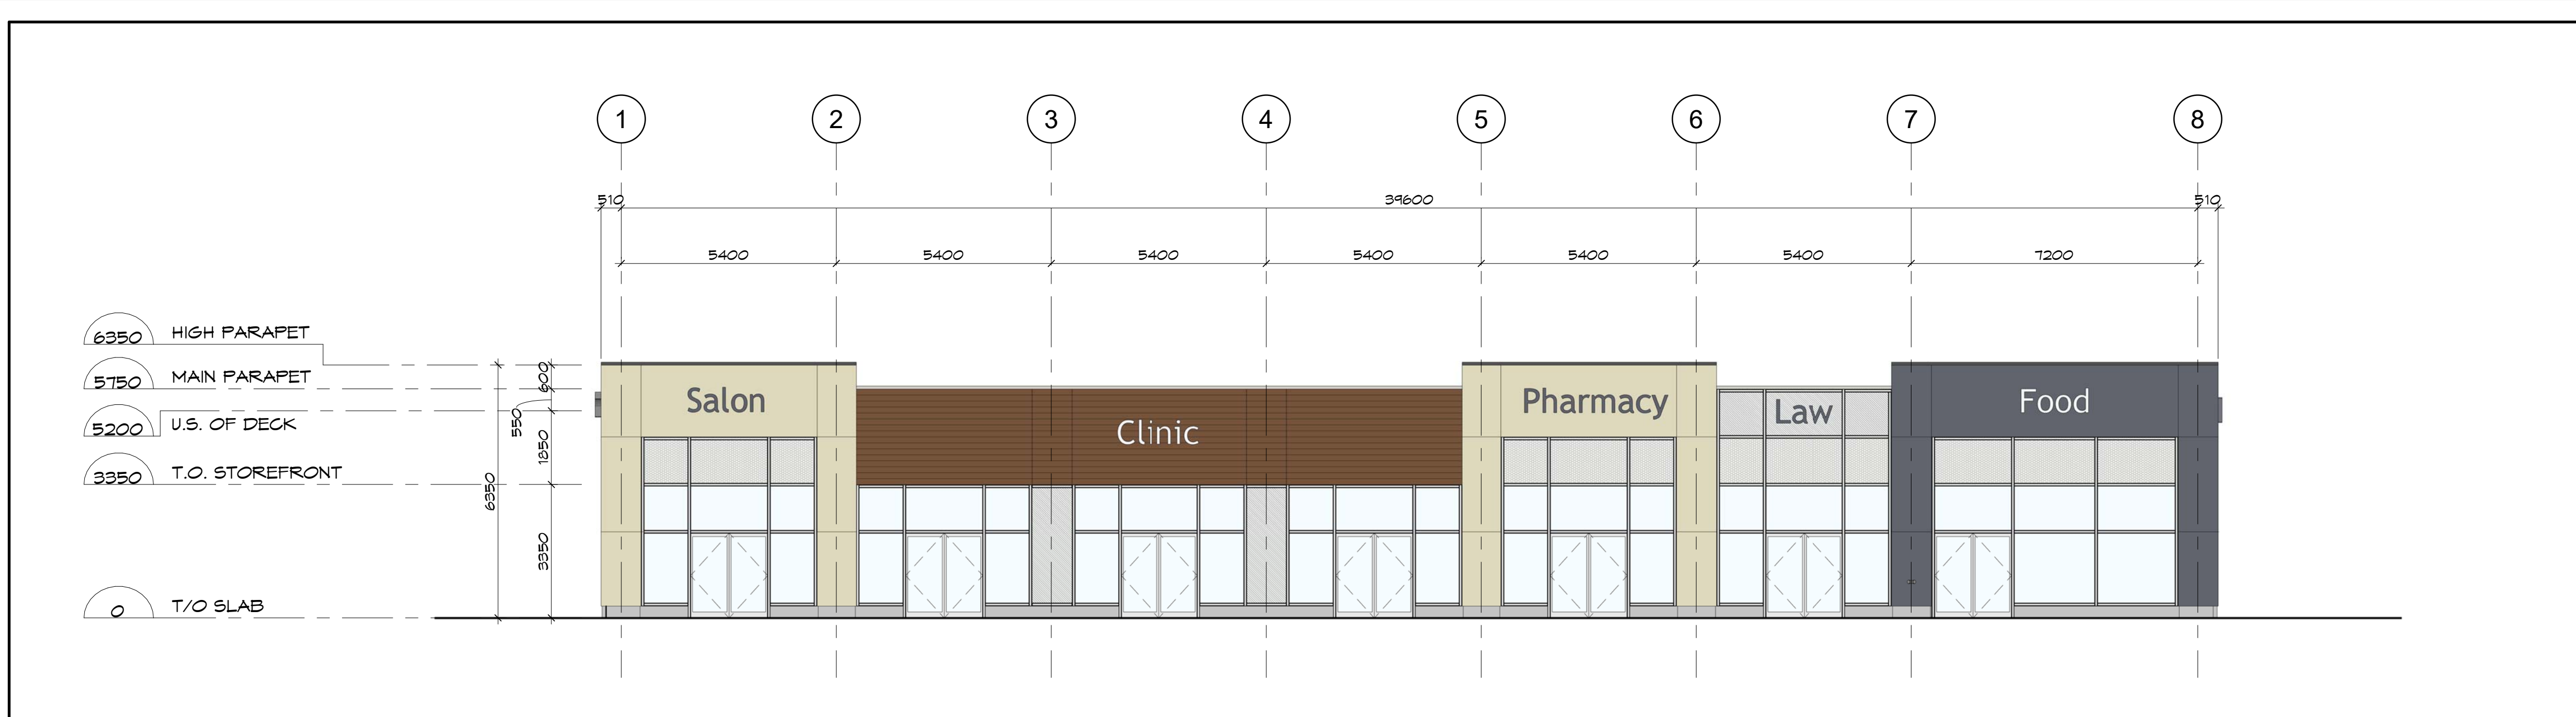 1 2 3 4 5 6 7 8
510 39600 510
5400 5400 5400 5400 5400 5400 7200
6350 HIGH PARAPET
5750 MAIN PARAPET
5200 U.S. OF DECK
3350 T.O. STOREFRONT
0 T/O SLAB
6350
600
550
1850
3350
Salon
Clinic
Pharmacy
Law
Food